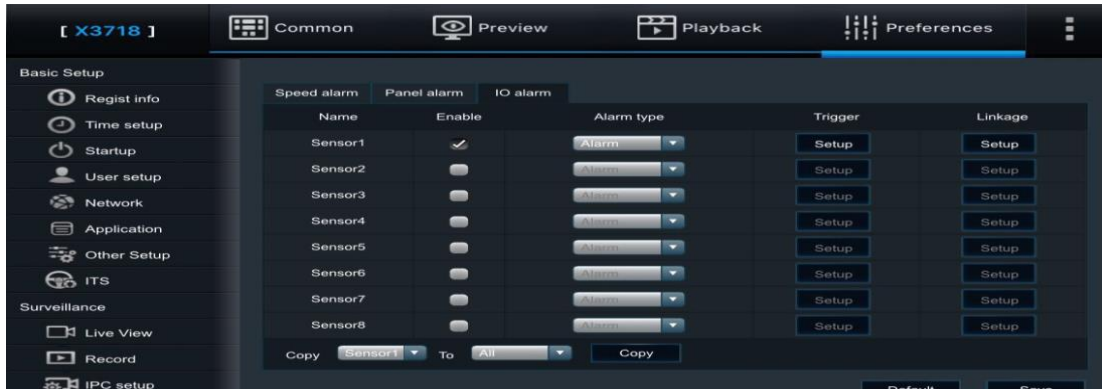 [ X3718 ] Common Preview Playback Preferences
Basic Setup
Regist info
Time setup
Startup
User setup
Network
Application
Other Setup
ITS
Surveillance
Live View
Record
IPC setup
Speed alarm Panel alarm IO alarm
Name Enable Alarm type Trigger Linkage
Sensor1 Alarm Setup Setup
Sensor2 Alarm Setup Setup
Sensor3 Alarm Setup Setup
Sensor4 Alarm Setup Setup
Sensor5 Alarm Setup Setup
Sensor6 Alarm Setup Setup
Sensor7 Alarm Setup Setup
Sensor8 Alarm Setup Setup
Copy Sensor1 To All Copy
Default Save